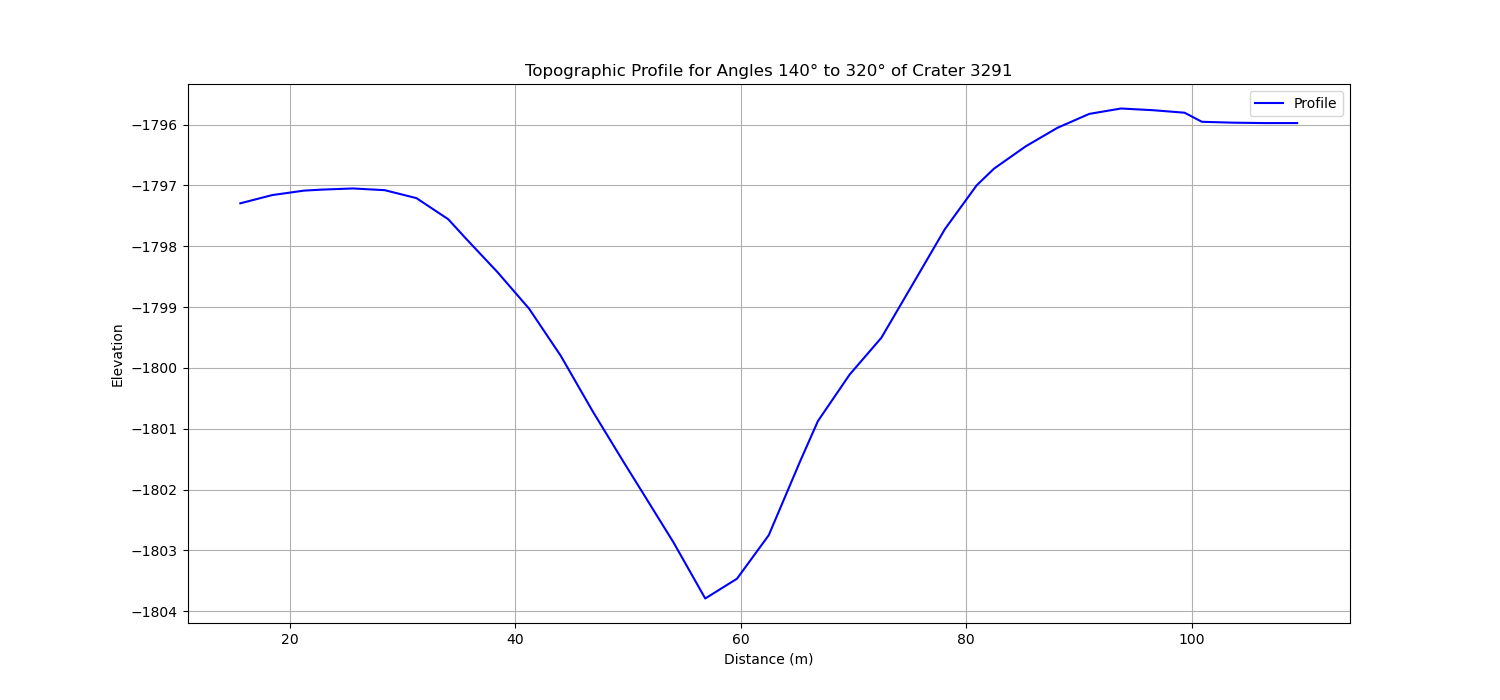 Topographic Profile for Angles 140° to 320° of Crater 3291
Profile
−1796
−1797
−1798
−1799
−1800
−1801
−1802
−1803
−1804
Elevation
20 40 60 80 100
Distance (m)